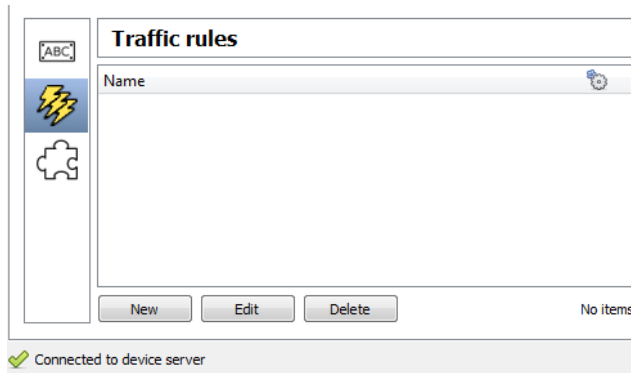 ABC
Traffic rules
Name
New
Edit
Delete
No items
Connected to device server